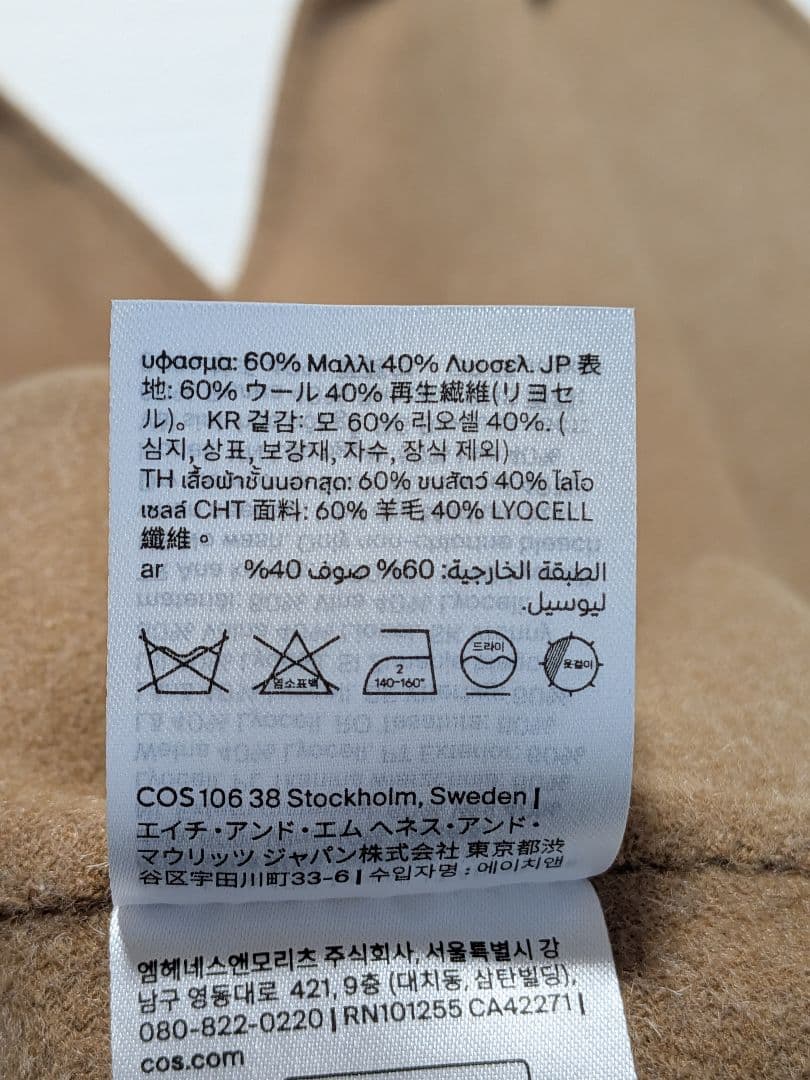 υφασμα: 60% Μαλλι 40% Λυοσελ. JP 表
地: 60% ウール 40% 再生繊維(リヨセ
ル)。 KR 겉감: 모 60% 리오셀 40%. (
심지, 상표, 보강재, 자수, 장식 제외)
TH เสื้อผ้าชั้นนอกสุด: 60% ขนสัตว์ 40% ไลโอ
เซลล์ CHT 面料: 60% 羊毛 40% LYOCELL
纖維。
ar الطبقة الخارجية: 60% صوف 40%
ليوسيل.
염소표백 2 140-160° 드라이 옷걸이
COS 106 38 Stockholm, Sweden |
エイチ・アンド・エム ヘネス・アンド・
マウリッツ ジャパン株式会社 東京都渋
谷区宇田川町33-6 | 수입자명 : 에이치앤
엠헤네스앤모리츠 주식회사, 서울특별시 강
남구 영동대로 421, 9층 (대치동, 삼탄빌딩),
080-822-0220 | RN101255 CA42271 |
cos.com